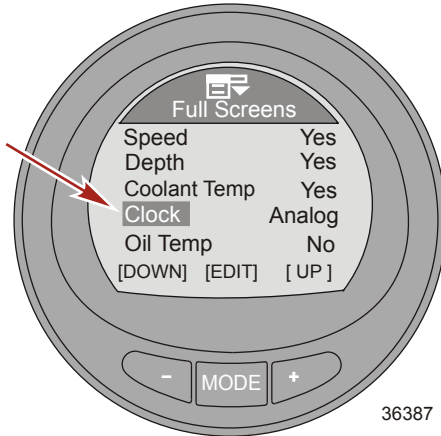 Full Screens
Speed Yes
Depth Yes
Coolant Temp Yes
Clock Analog
Oil Temp No
[DOWN] [EDIT] [ UP ]
- MODE +
36387